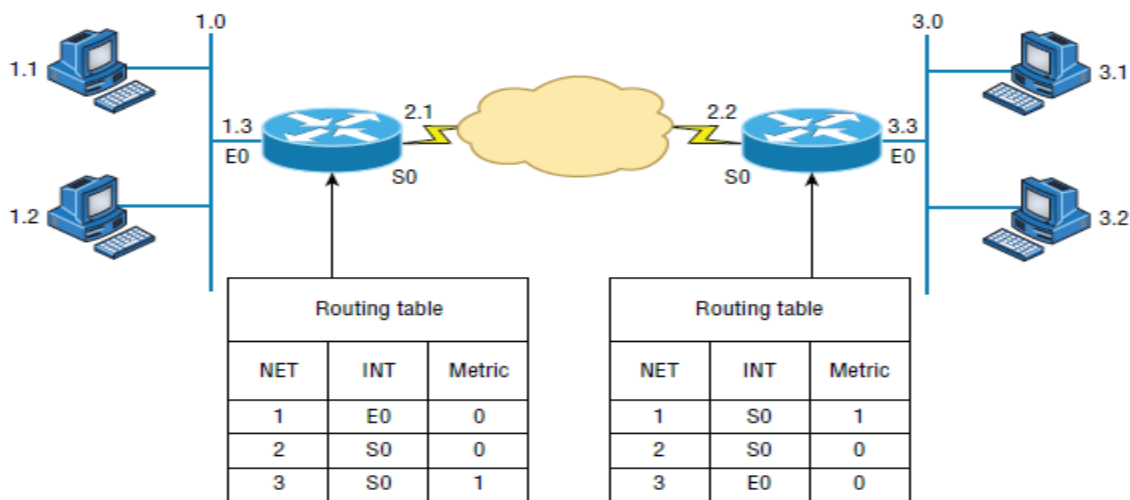 1.0
3.0
1.1
3.1
1.3
2.1
2.2
3.3
E0
S0
S0
E0
1.2
3.2
Routing table
NET INT Metric
1 E0 0
2 S0 0
3 S0 1
Routing table
NET INT Metric
1 S0 1
2 S0 0
3 E0 0